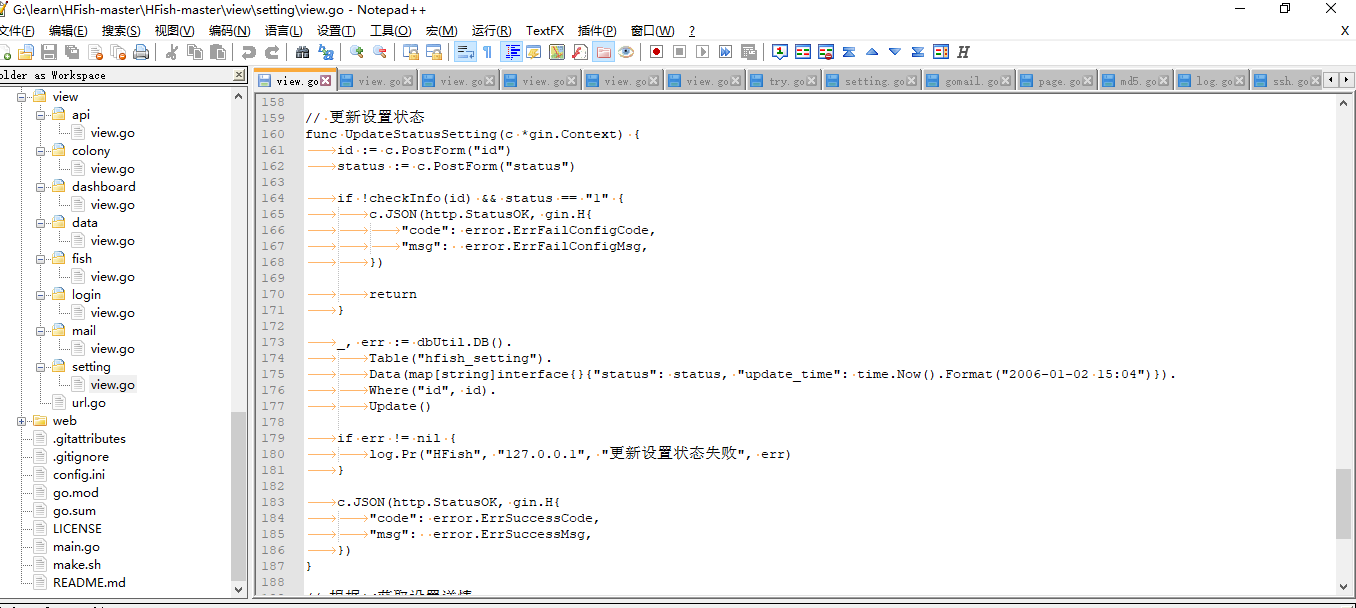 G:\learn\HFish-master\HFish-master\view\setting\view.go - Notepad++
文件(F) 编辑(E) 搜索(S) 视图(V) 编码(N) 语言(L) 设置(T) 工具(O) 宏(M) 运行(R) TextFX 插件(P) 窗口(W) ? X
older as Workspace
view
api
view.go
colony
view.go
dashboard
view.go
data
view.go
fish
view.go
login
view.go
mail
view.go
setting
view.go
url.go
web
.gitattributes
.gitignore
config.ini
go.mod
go.sum
LICENSE
main.go
make.sh
README.md
view.go view.go view.go view.go view.go view.go try.go setting.go gomail.go page.go md5.go log.go ssh.go
158
159 // 更新设置状态
160 func UpdateStatusSetting(c *gin.Context) {
161 id := c.PostForm("id")
162 status := c.PostForm("status")
163
164 if !checkInfo(id) && status == "1" {
165 c.JSON(http.StatusOK, gin.H{
166 "code": error.ErrFailConfigCode,
167 "msg": error.ErrFailConfigMsg,
168 })
169
170 return
171 }
172
173 _, err := dbUtil.DB().
174 Table("hfish_setting").
175 Data(map[string]interface{}{"status": status, "update_time": time.Now().Format("2006-01-02 15:04")}).
176 Where("id", id).
177 Update()
178
179 if err != nil {
180 log.Pr("HFish", "127.0.0.1", "更新设置状态失败", err)
181 }
182
183 c.JSON(http.StatusOK, gin.H{
184 "code": error.ErrSuccessCode,
185 "msg": error.ErrSuccessMsg,
186 })
187 }
188